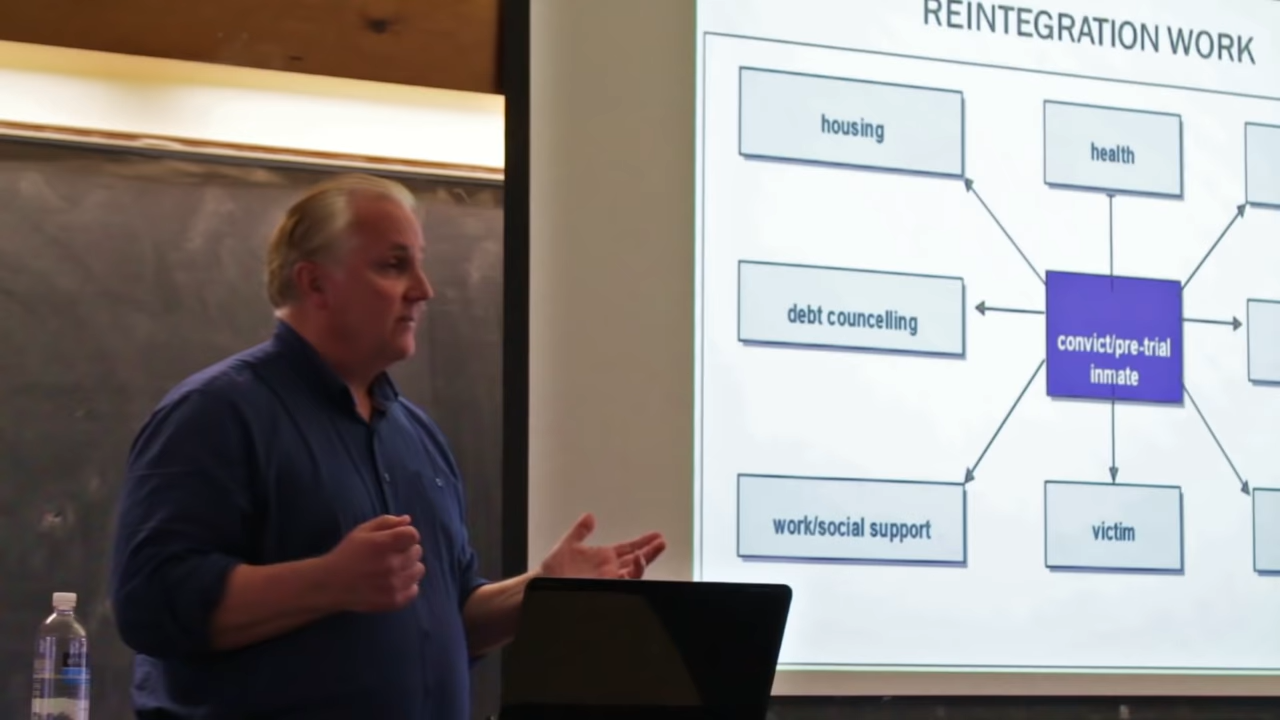 REINTEGRATION WORK
housing
health
debt councelling
convict/pre-trial
inmate
work/social support
victim